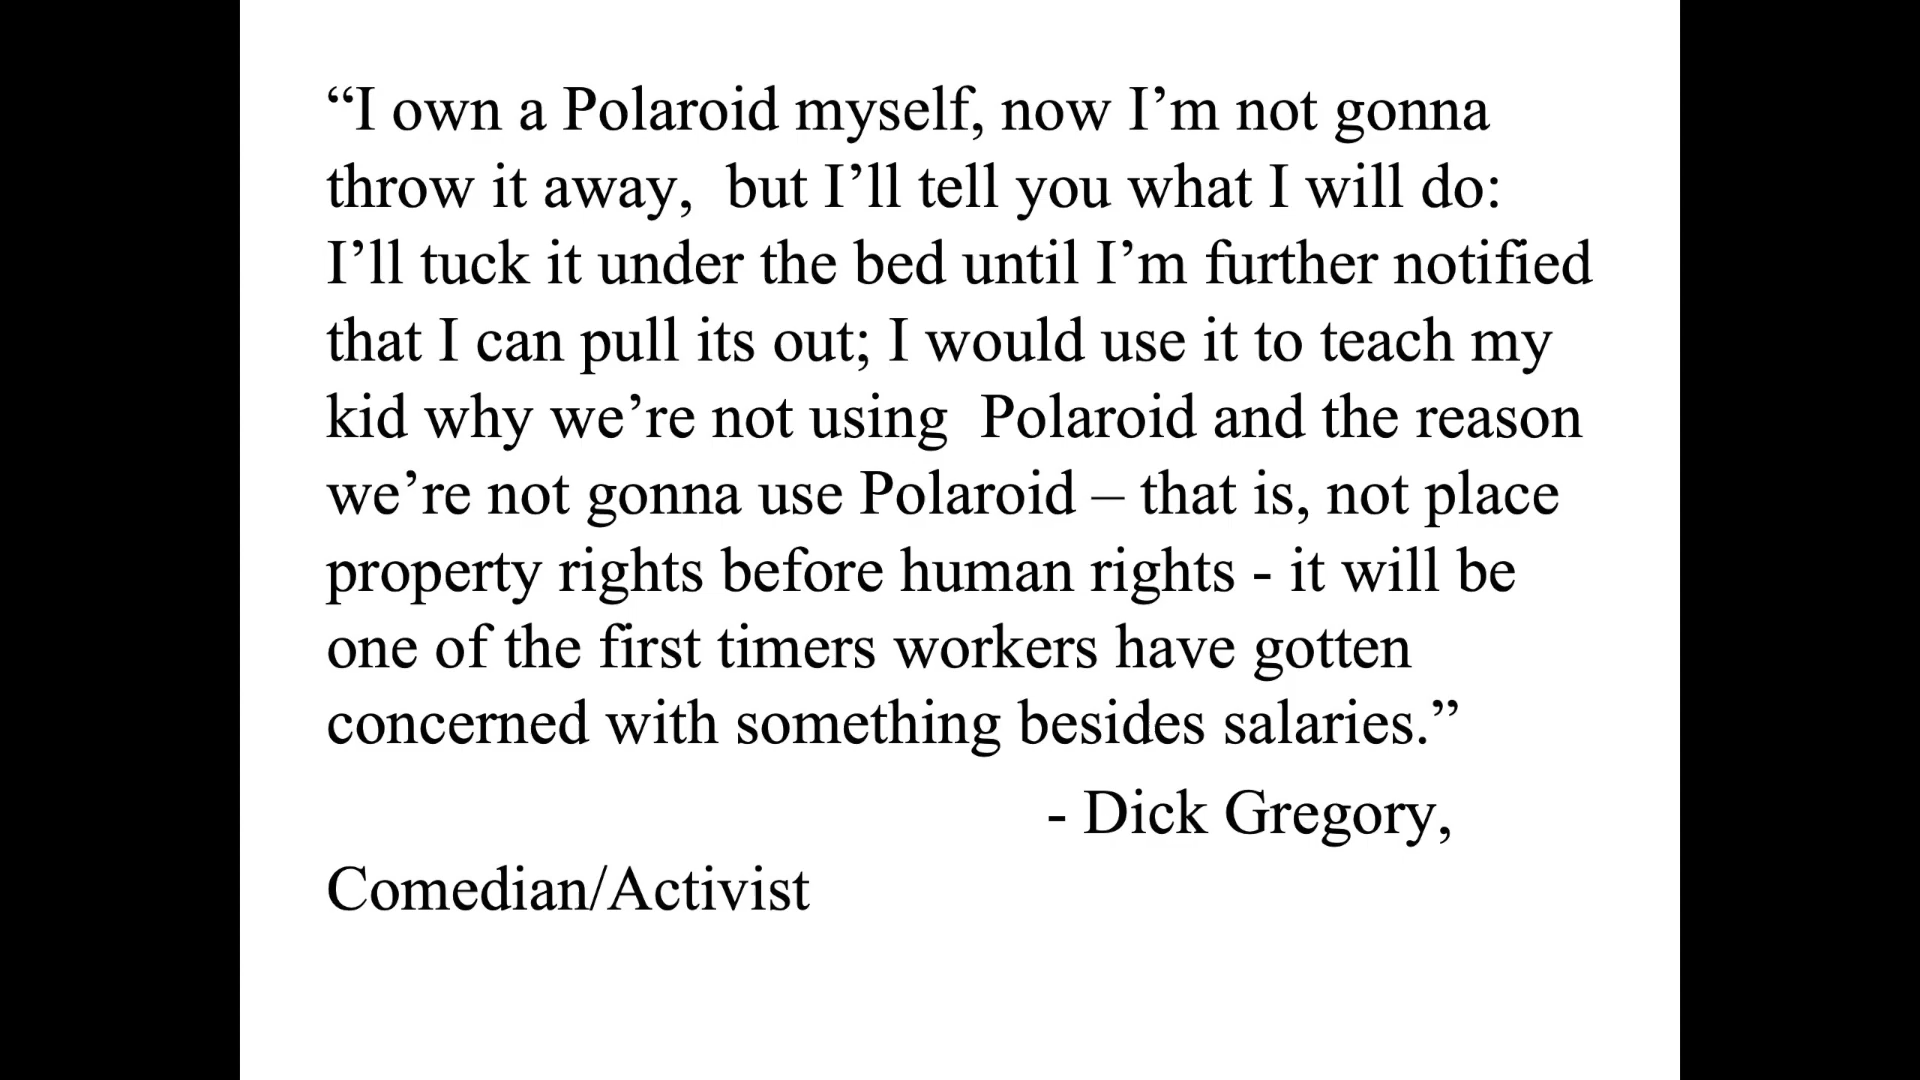 “I own a Polaroid myself, now I’m not gonna
throw it away,  but I’ll tell you what I will do:
I’ll tuck it under the bed until I’m further notified
that I can pull its out; I would use it to teach my
kid why we’re not using  Polaroid and the reason
we’re not gonna use Polaroid – that is, not place
property rights before human rights - it will be
one of the first timers workers have gotten
concerned with something besides salaries.”
- Dick Gregory,
Comedian/Activist